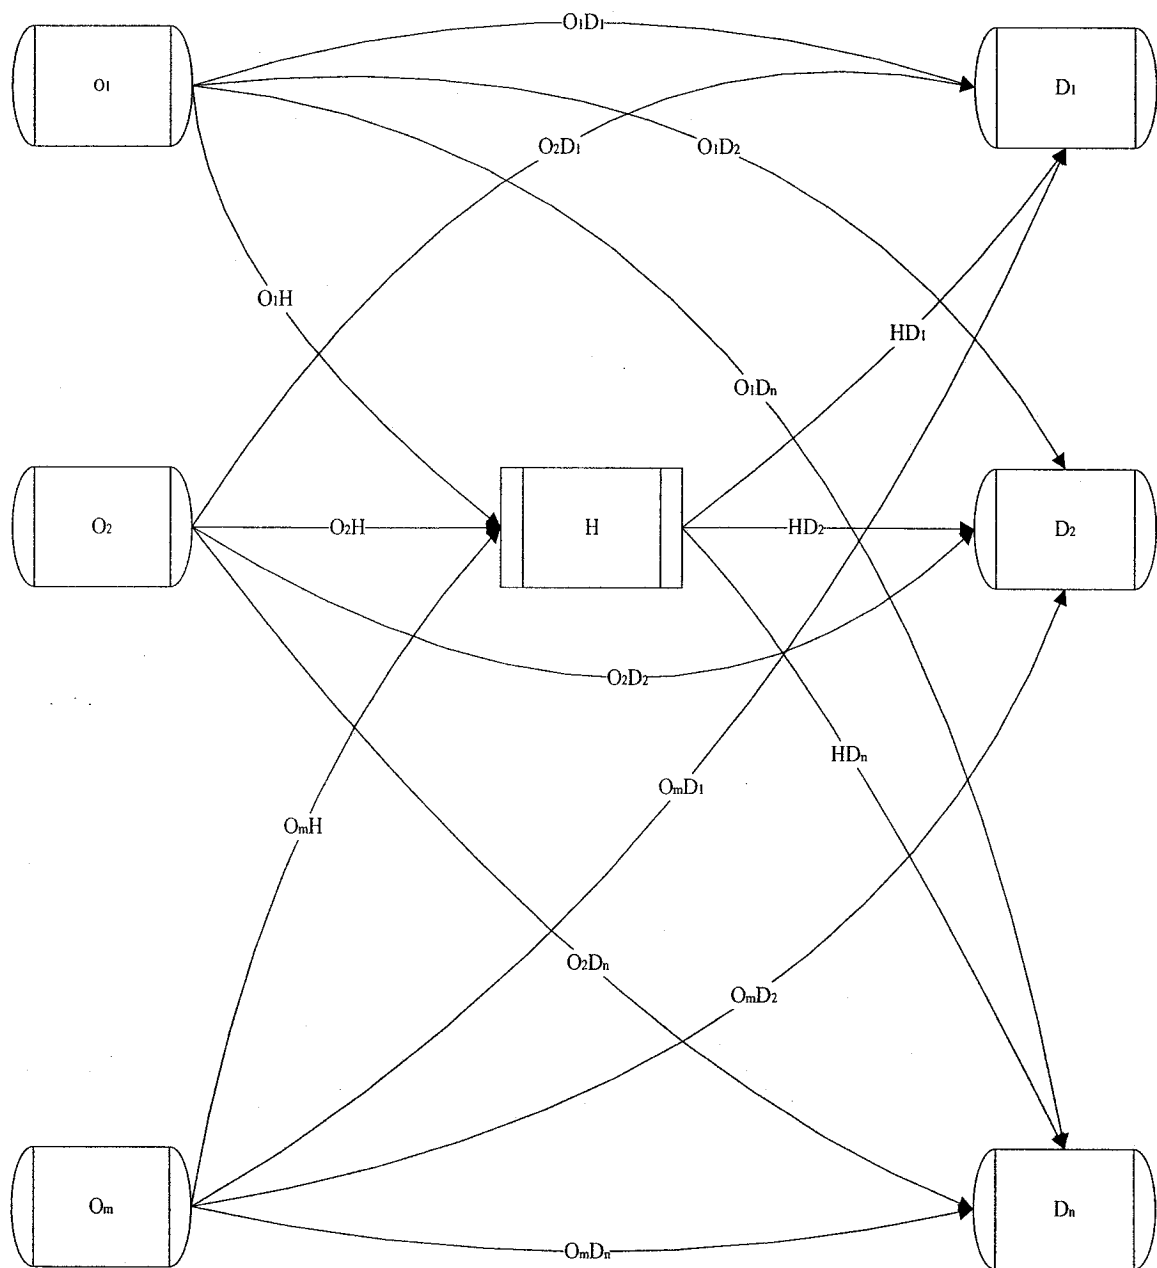 O₁D₁
O₁
D₁
O₂D₁
O₁D₂
O₁H
HD₁
O₁Dₙ
O₂
O₂H
H
HD₂
D₂
O₂D₂
HDₙ
OₘD₁
OₘH
O₂Dₙ
OₘD₂
Oₘ
Dₙ
OₘDₙ